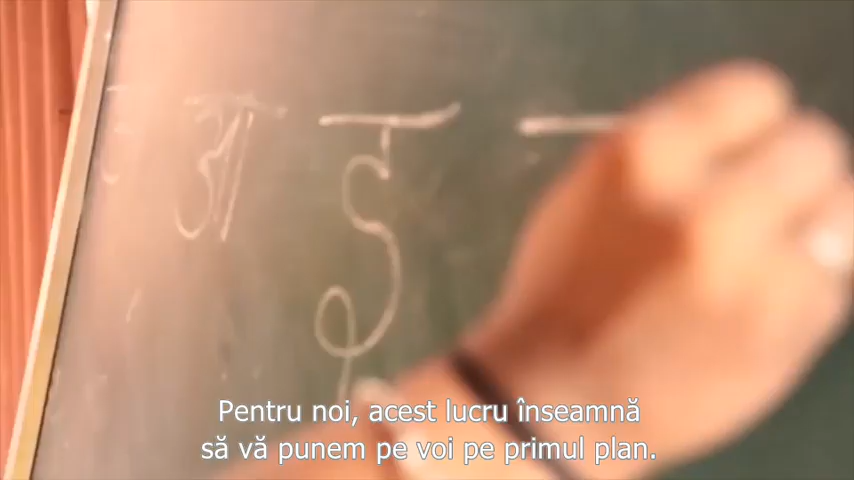 आ इ
Pentru noi, acest lucru înseamnă
să vă punem pe voi pe primul plan.